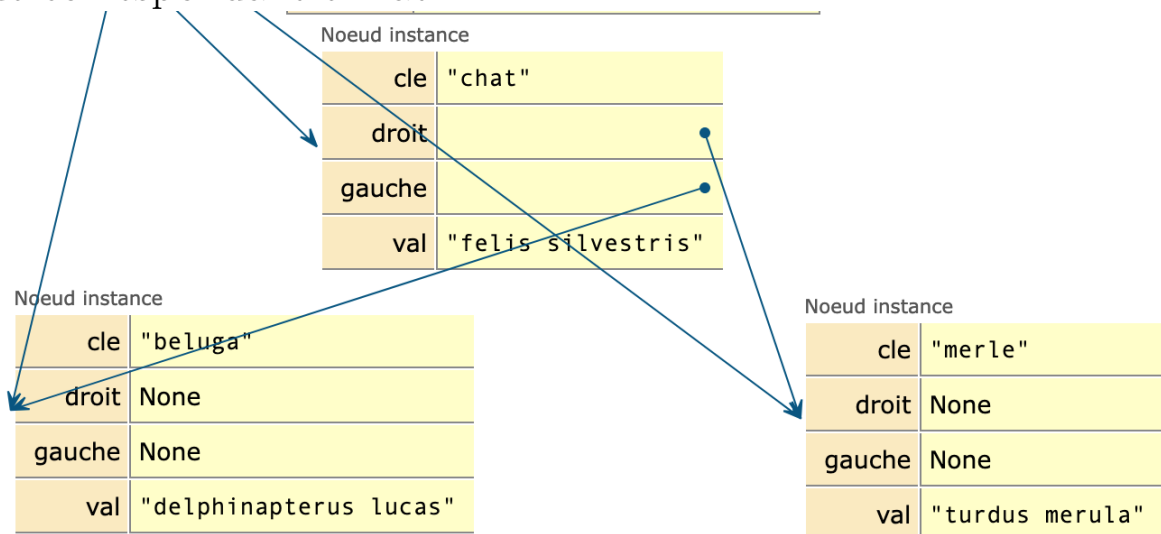 Noeud instance
cle "chat"
droit
gauche
val "felis silvestris"
Noeud instance
cle "beluga"
droit None
gauche None
val "delphinapterus lucas"
Noeud instance
cle "merle"
droit None
gauche None
val "turdus merula"